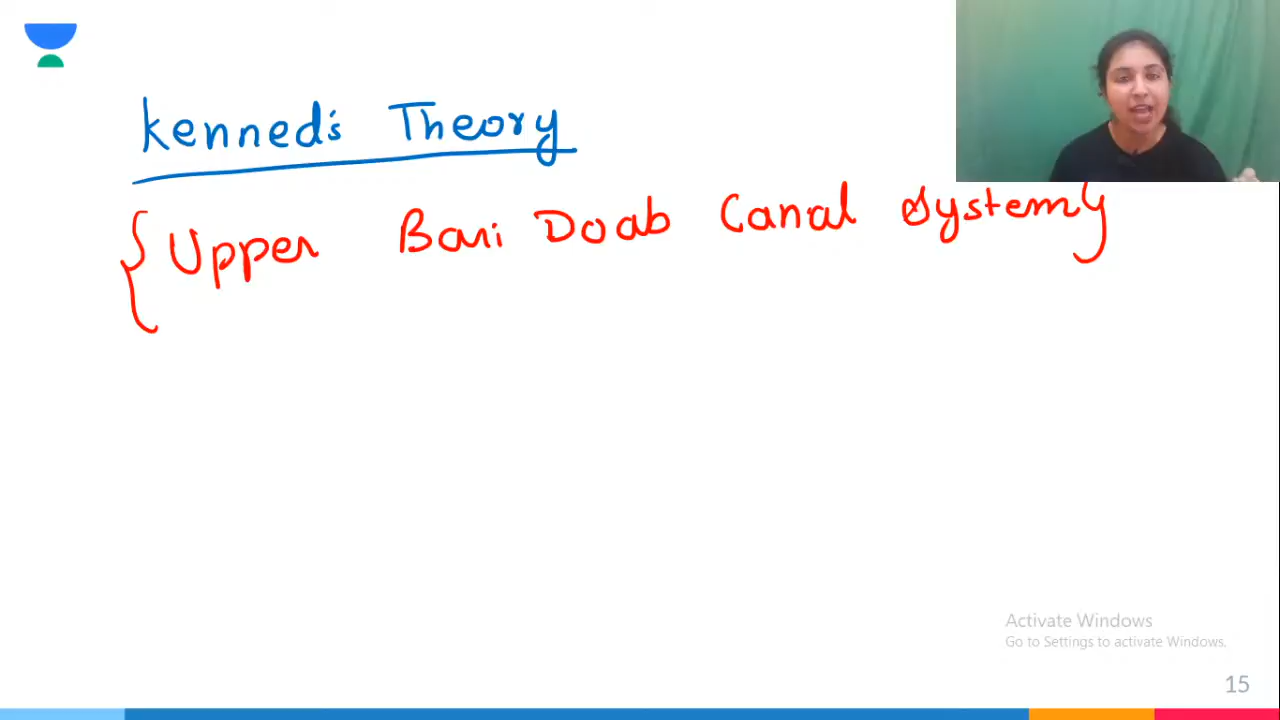 Kenned's Theory
{Upper Bari Doab Canal System}
Activate Windows
Go to Settings to activate Windows.
15